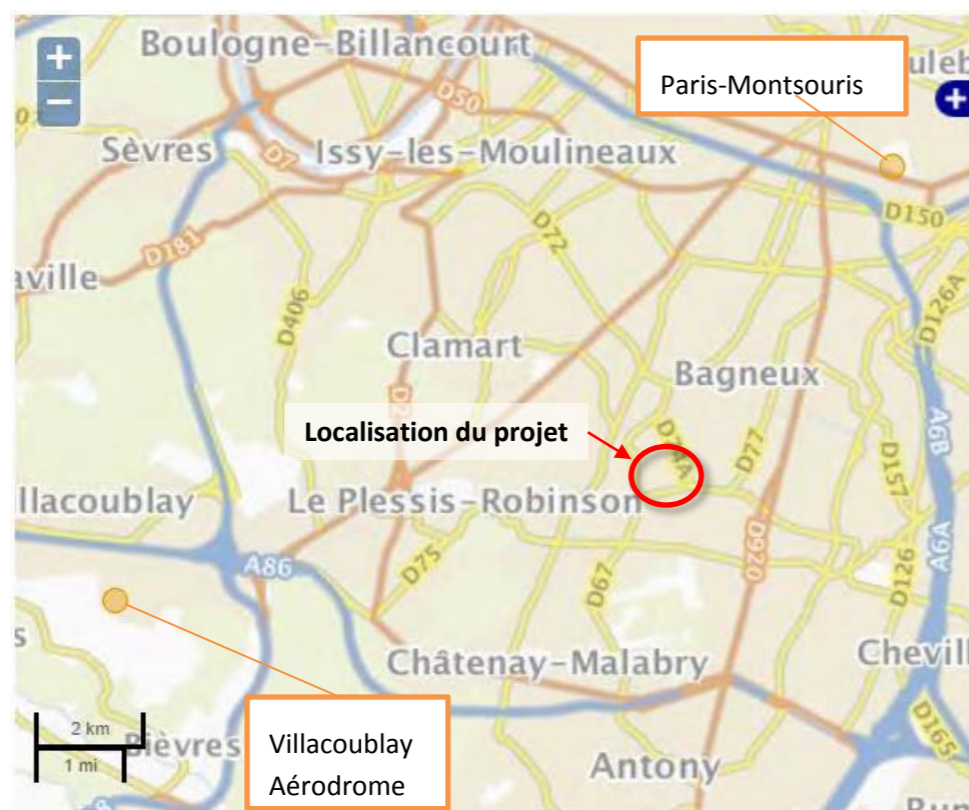 +
−
Boulogne-Billancourt
Paris-Montsouris
+
D50
Sèvres
D7
Issy-les-Moulineaux
D150
D181
D72
aville
D406
D126A
Clamart
Bagneux
Localisation du projet
D74A
D77
A6B
D157
llacoublay
Le Plessis-Robinson
A86
D75
D67
D920
D126
A6A
Châtenay-Malabry
Chevill
2 km
1 mi
Bièvres
Villacoublay
Aérodrome
Antony
D165